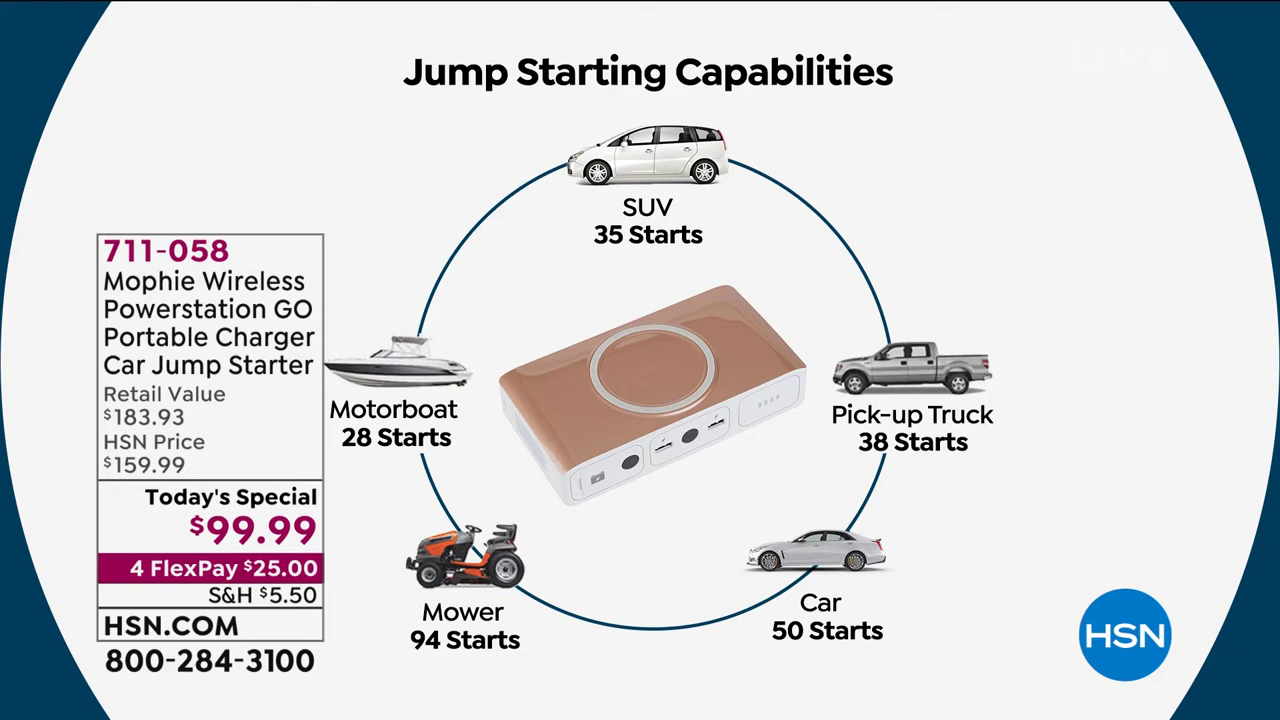 Jump Starting Capabilities
SUV
35 Starts
711-058
Mophie Wireless
Powerstation GO
Portable Charger
Car Jump Starter
Retail Value
$183.93
HSN Price
$159.99
Today's Special
$99.99
4 FlexPay $25.00
S&H $5.50
HSN.COM
800-284-3100
Motorboat
28 Starts
Pick-up Truck
38 Starts
Mower
94 Starts
Car
50 Starts
HSN